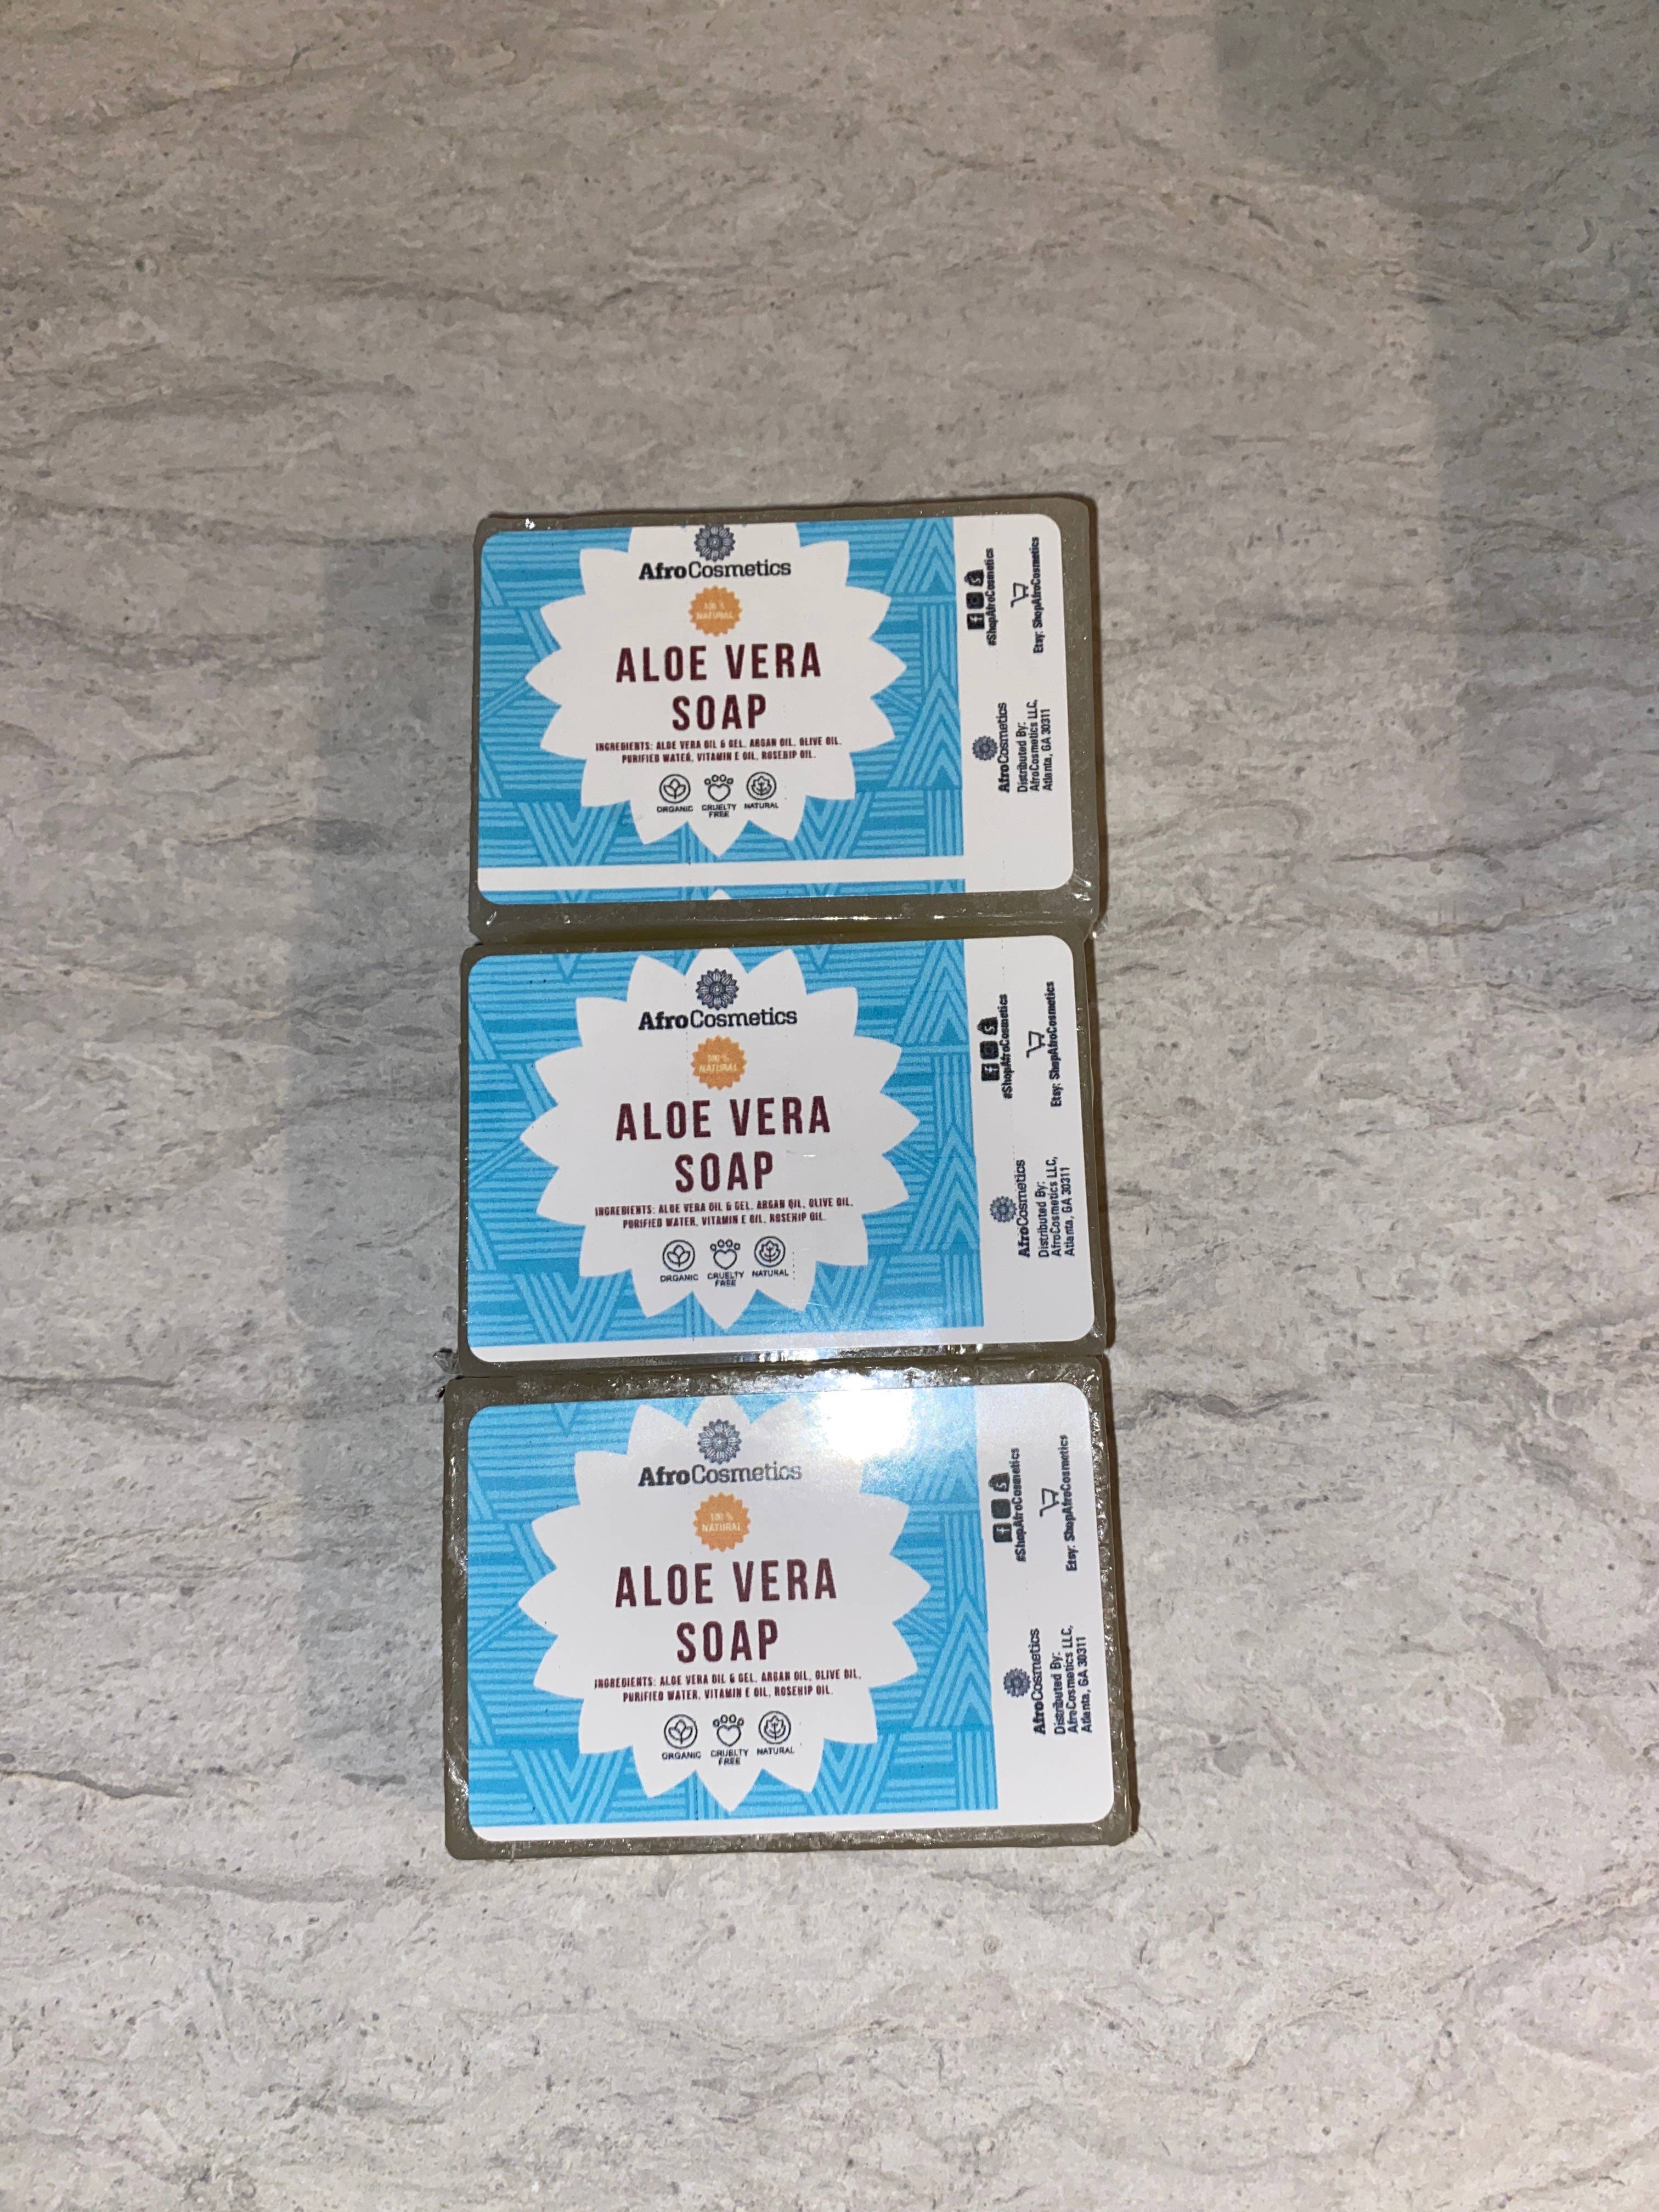 AfroCosmetics
100 %
NATURAL
ALOE VERA
SOAP
INGREDIENTS: ALOE VERA OIL & GEL, ARGAN OIL, OLIVE OIL,
PURIFIED WATER, VITAMIN E OIL, ROSEHIP OIL.
ORGANIC CRUELTY FREE NATURAL
#ShopAfroCosmetics
Etsy: ShopAfroCosmetics
AfroCosmetics
Distributed By:
AfroCosmetics LLC,
Atlanta, GA 30311
AfroCosmetics
100 %
NATURAL
ALOE VERA
SOAP
INGREDIENTS: ALOE VERA OIL & GEL, ARGAN OIL, OLIVE OIL,
PURIFIED WATER, VITAMIN E OIL, ROSEHIP OIL.
ORGANIC CRUELTY FREE NATURAL
#ShopAfroCosmetics
Etsy: ShopAfroCosmetics
AfroCosmetics
Distributed By:
AfroCosmetics LLC,
Atlanta, GA 30311
AfroCosmetics
100 %
NATURAL
ALOE VERA
SOAP
INGREDIENTS: ALOE VERA OIL & GEL, ARGAN OIL, OLIVE OIL,
PURIFIED WATER, VITAMIN E OIL, ROSEHIP OIL.
ORGANIC CRUELTY FREE NATURAL
#ShopAfroCosmetics
Etsy: ShopAfroCosmetics
AfroCosmetics
Distributed By:
AfroCosmetics LLC,
Atlanta, GA 30311